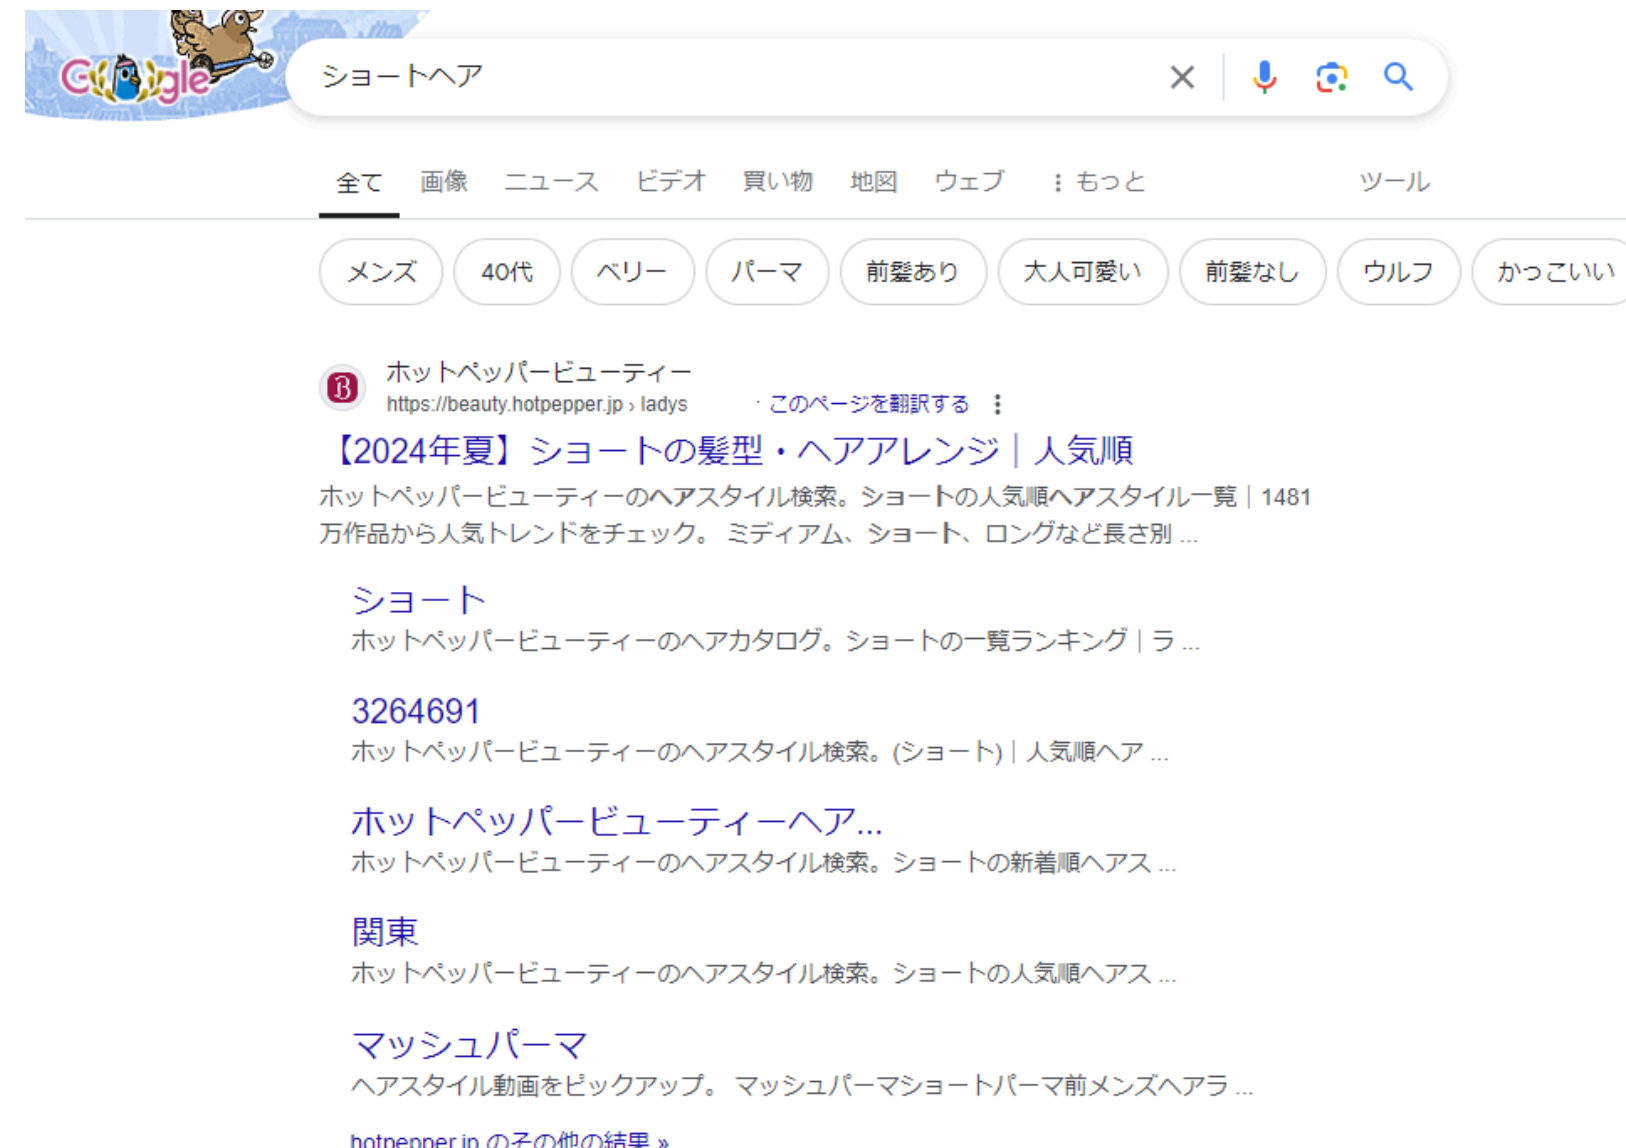 Google
ショートヘア
全て 画像 ニュース ビデオ 買い物 地図 ウェブ もっと ツール
メンズ 40代 ベリー パーマ 前髪あり 大人可愛い 前髪なし ウルフ かっこいい
ホットペッパービューティー
https://beauty.hotpepper.jp › ladys · このページを翻訳する
【2024年夏】ショートの髪型・ヘアアレンジ｜人気順
ホットペッパービューティーのヘアスタイル検索。ショートの人気順ヘアスタイル一覧｜1481
万作品から人気トレンドをチェック。 ミディアム、ショート、ロングなど長さ別 ...
ショート
ホットペッパービューティーのヘアカタログ。ショートの一覧ランキング｜ラ ...
3264691
ホットペッパービューティーのヘアスタイル検索。(ショート)｜人気順ヘア ...
ホットペッパービューティーヘア...
ホットペッパービューティーのヘアスタイル検索。ショートの新着順ヘアス ...
関東
ホットペッパービューティーのヘアスタイル検索。ショートの人気順ヘアス ...
マッシュパーマ
ヘアスタイル動画をピックアップ。 マッシュパーマショートパーマ前メンズヘアラ ...
hotpepper.jp のその他の結果 »